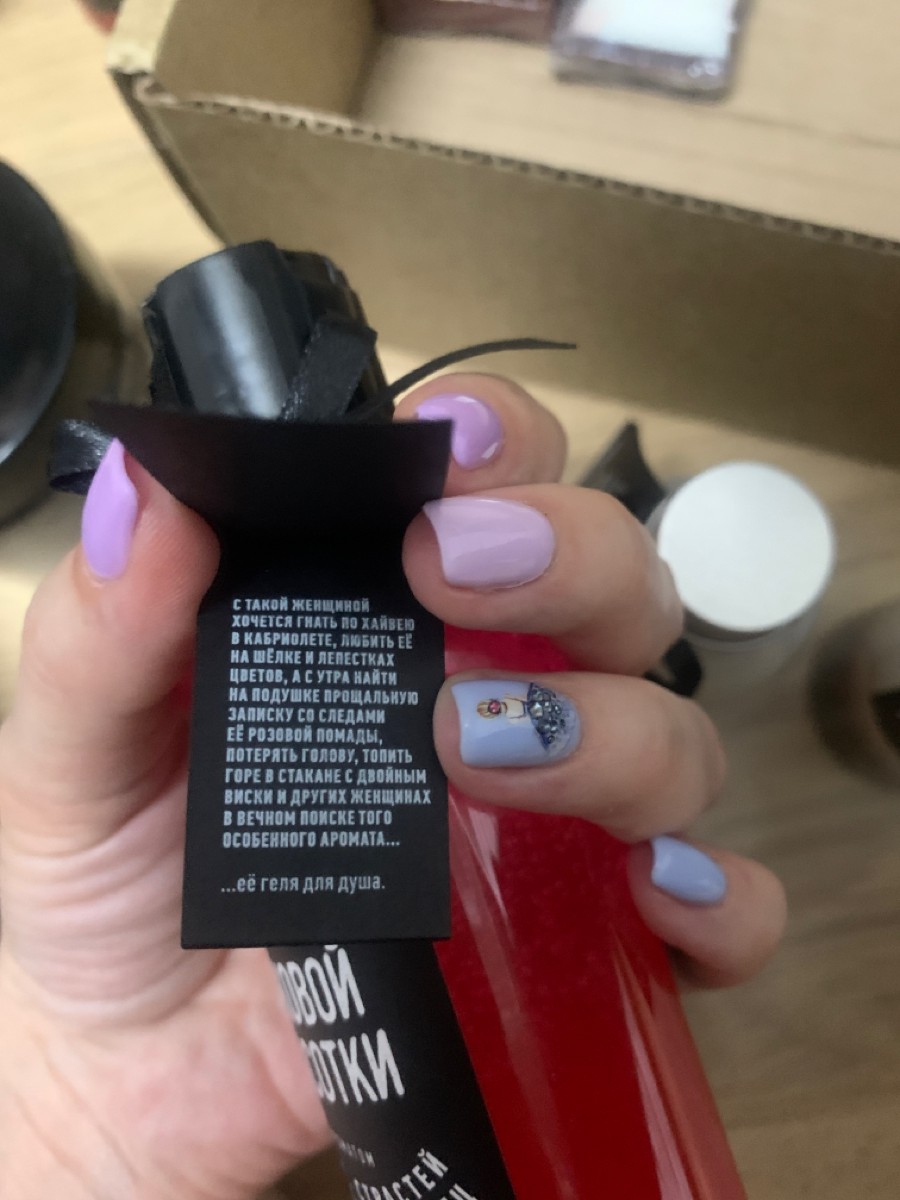 С ТАКОЙ ЖЕНЩИНОЙ
ХОЧЕТСЯ ГНАТЬ ПО ХАЙВЕЮ
В КАБРИОЛЕТЕ, ЛЮБИТЬ ЕЁ
НА ШЁЛКЕ И ЛЕПЕСТКАХ
ЦВЕТОВ, А С УТРА НАЙТИ
НА ПОДУШКЕ ПРОЩАЛЬНУЮ
ЗАПИСКУ СО СЛЕДАМИ
ЕЁ РОЗОВОЙ ПОМАДЫ,
ПОТЕРЯТЬ ГОЛОВУ, ТОПИТЬ
ГОРЕ В СТАКАНЕ С ДВОЙНЫМ
ВИСКИ И ДРУГИХ ЖЕНЩИНАХ
В ВЕЧНОМ ПОИСКЕ ТОГО
ОСОБЕННОГО АРОМАТА...
...её геля для душа.
ОВОЙ
СОТКИ
СТРАСТЕЙ